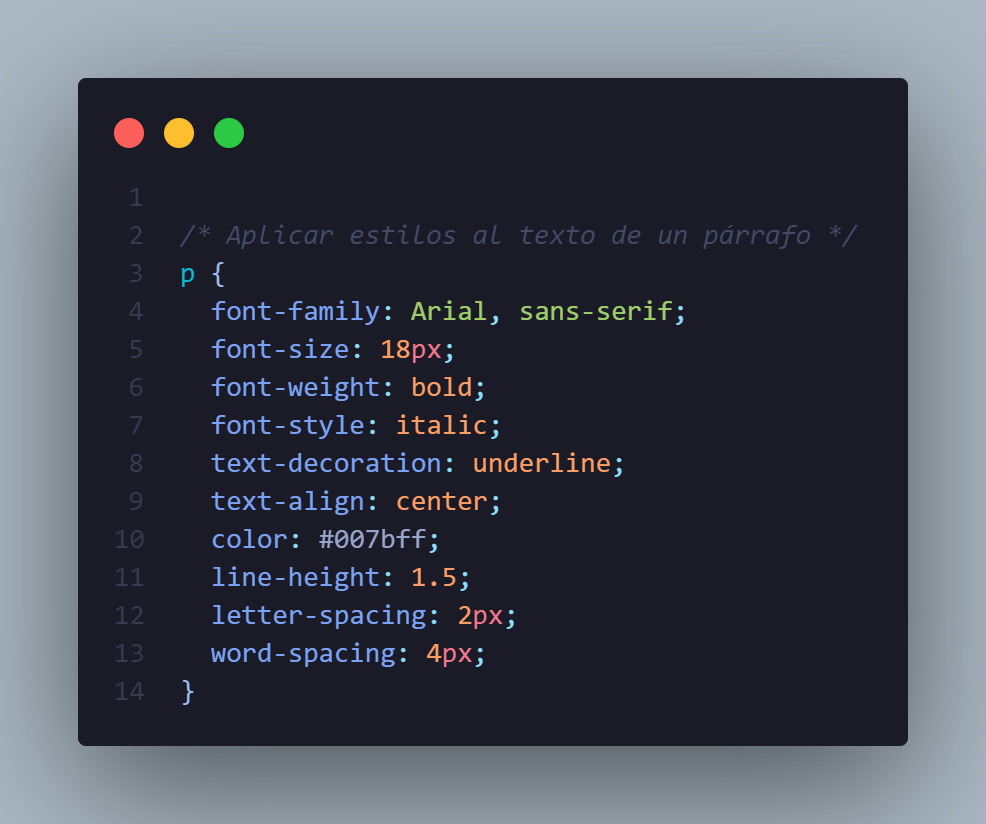 1
2 /* Aplicar estilos al texto de un párrafo */
3 p {
4 font-family: Arial, sans-serif;
5 font-size: 18px;
6 font-weight: bold;
7 font-style: italic;
8 text-decoration: underline;
9 text-align: center;
10 color: #007bff;
11 line-height: 1.5;
12 letter-spacing: 2px;
13 word-spacing: 4px;
14 }